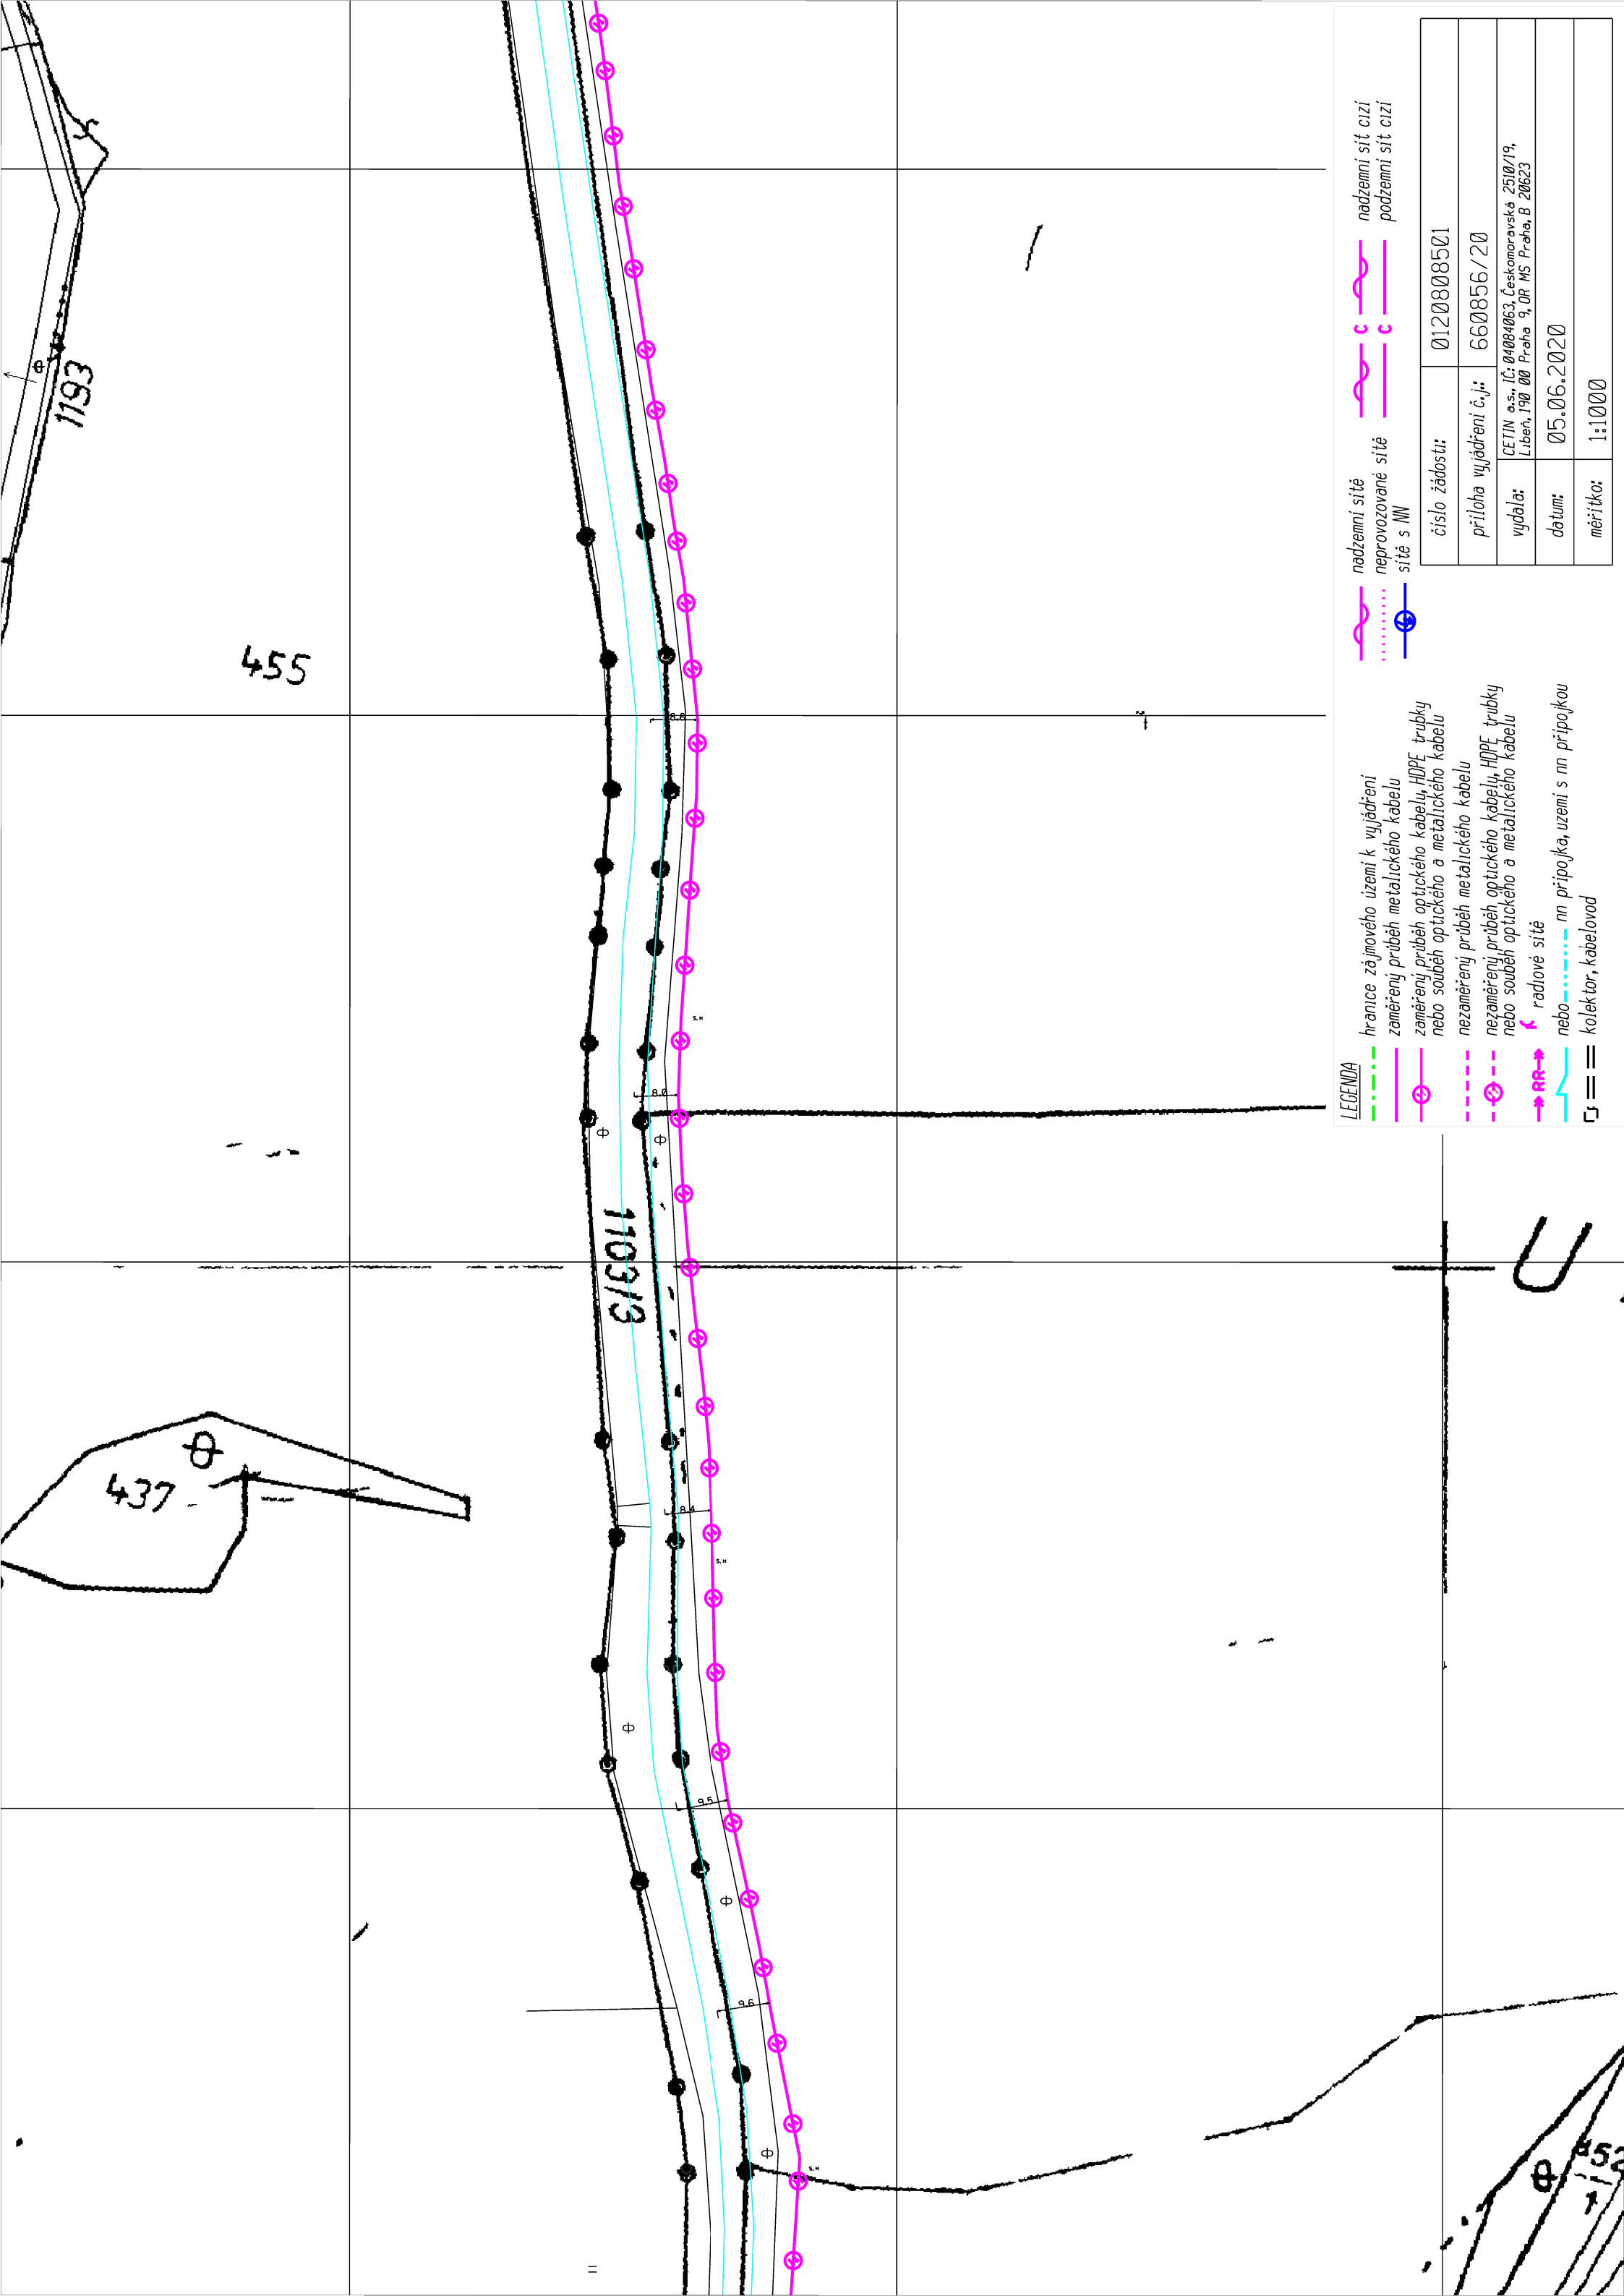 1193
455
8.6
S.H
8.0
1103/3
437
8.4
S.H
9.5
9.6
S.H
LEGENDA
hranice zájmového území k vyjádření
zaměřený průběh metalického kabelu
zaměřený průběh optického kabelu, HDPE trubky
nebo souběh optického a metalického kabelu
nezaměřený průběh metalického kabelu
nezaměřený průběh optického kabelu, HDPE trubky
nebo souběh optického a metalického kabelu
RR radiové sítě
nebo nn přípojka, uzemí s nn přípojkou
kolektor, kabelovod
nadzemní sítě
neprovozované sítě
sítě s NN
C nadzemní síť cizí
C podzemní síť cizí
číslo žádosti: 0120808501
příloha vyjádření č.j.: 660856/20
vydala: CETIN a.s., IČ: 04084063, Českomoravská 2510/19,
Libeň, 190 00 Praha 9, OR MS Praha, B 20623
datum: 05.06.2020
měřítko: 1:1000